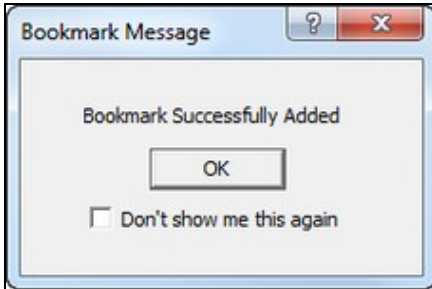 Bookmark Message
Bookmark Successfully Added
OK
Don't show me this again